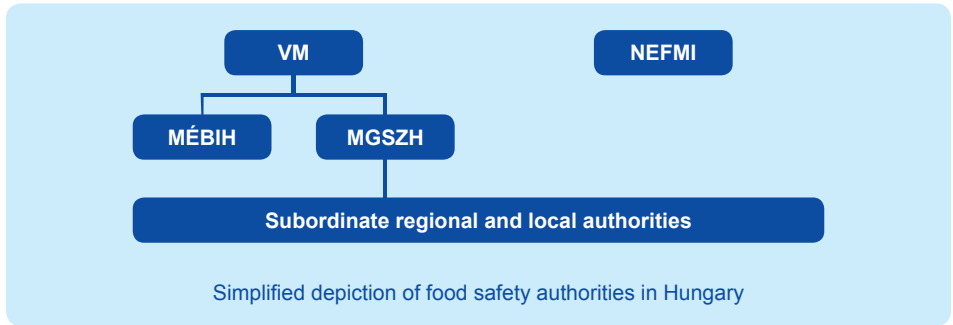 VM
NEFMI
MÉBIH
MGSZH
Subordinate regional and local authorities
Simplified depiction of food safety authorities in Hungary